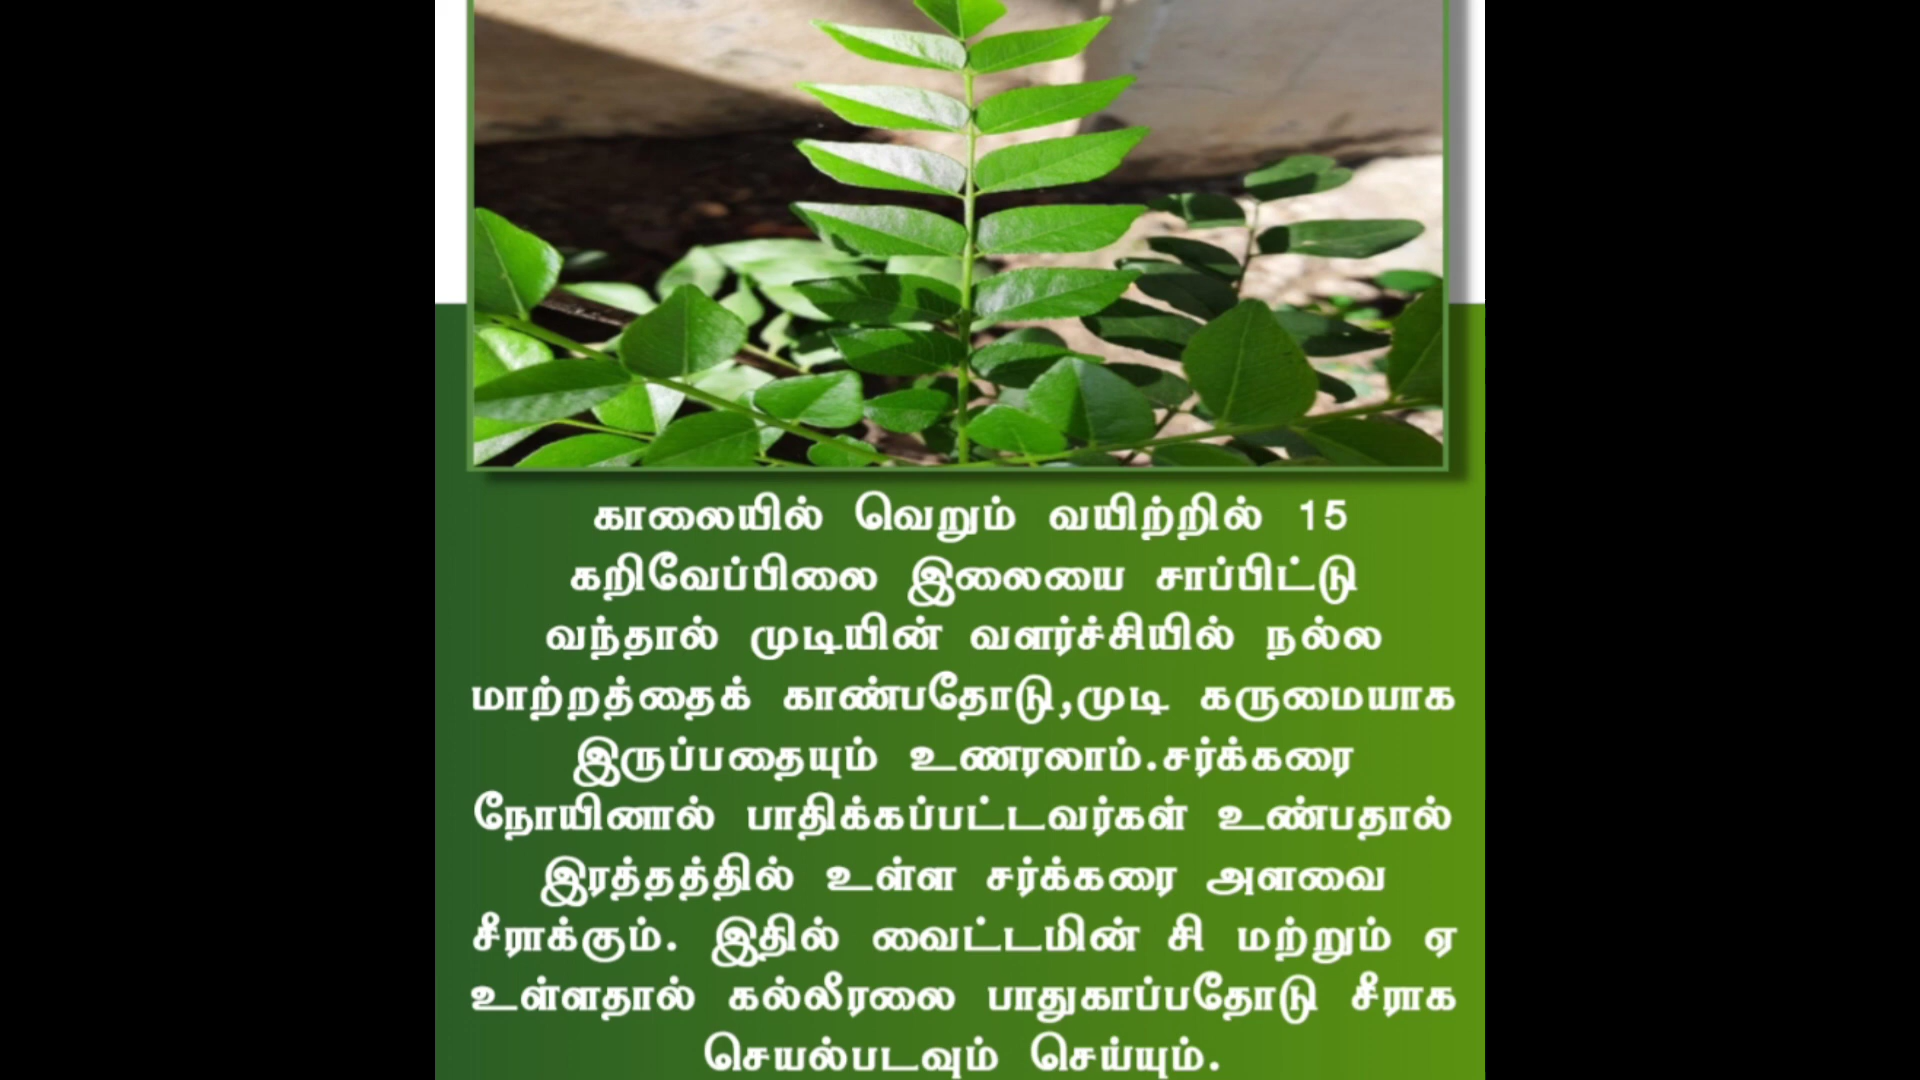 காலையில் வெறும் வயிற்றில் 15
கறிவேப்பிலை இலையை சாப்பிட்டு
வந்தால் முடியின் வளர்ச்சியில் நல்ல
மாற்றத்தைக் காண்பதோடு,முடி கருமையாக
இருப்பதையும் உணரலாம்.சர்க்கரை
நோயினால் பாதிக்கப்பட்டவர்கள் உண்பதால்
இரத்தத்தில் உள்ள சர்க்கரை அளவை
சீராக்கும். இதில் வைட்டமின் சி மற்றும் ஏ
உள்ளதால் கல்லீரலை பாதுகாப்பதோடு சீராக
செயல்படவும் செய்யும்.